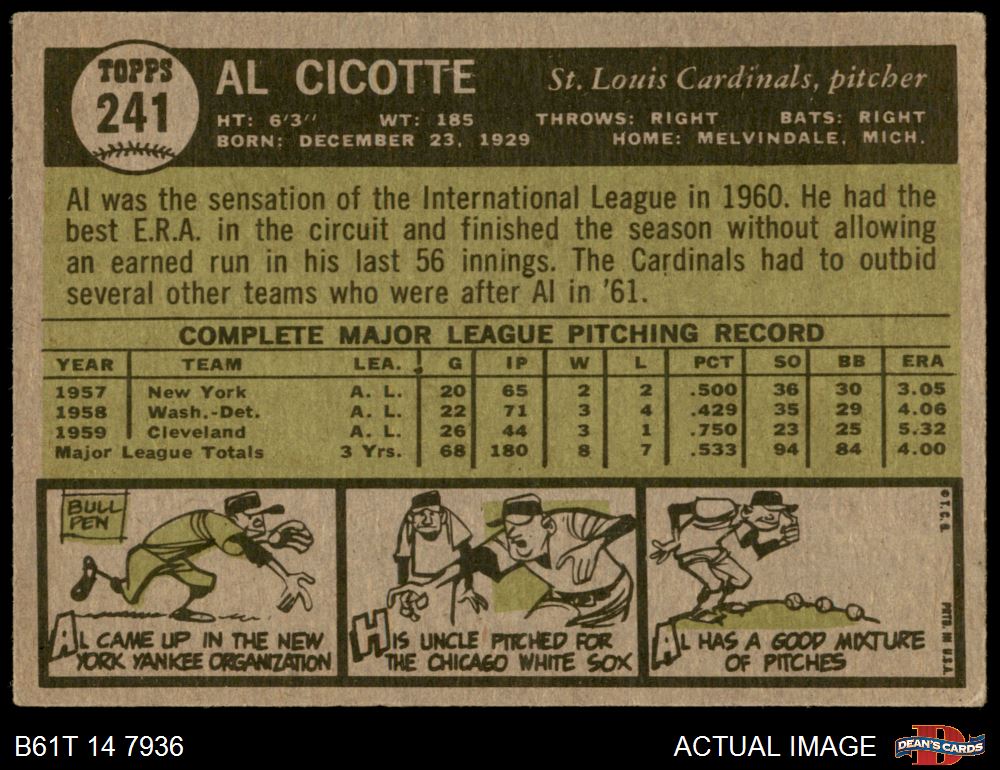 TOPPS
241
AL CICOTTE
St. Louis Cardinals, pitcher
HT: 6'3" WT: 185 THROWS: RIGHT BATS: RIGHT
BORN: DECEMBER 23, 1929 HOME: MELVINDALE, MICH.
Al was the sensation of the International League in 1960. He had the
best E.R.A. in the circuit and finished the season without allowing
an earned run in his last 56 innings. The Cardinals had to outbid
several other teams who were after Al in '61.
COMPLETE MAJOR LEAGUE PITCHING RECORD
YEAR TEAM LEA. G IP W L PCT SO BB ERA
1957 New York A. L. 20 65 2 2 .500 36 30 3.05
1958 Wash.-Det. A. L. 22 71 3 4 .429 35 29 4.06
1959 Cleveland A. L. 26 44 3 1 .750 23 25 5.32
Major League Totals 3 Yrs. 68 180 8 7 .533 94 84 4.00
BULL
PEN
AL CAME UP IN THE NEW
YORK YANKEE ORGANIZATION
HIS UNCLE PITCHED FOR
THE CHICAGO WHITE SOX
AL HAS A GOOD MIXTURE
OF PITCHES
© T.C.G.
PRTD. IN U.S.A.
B61T 14 7936
ACTUAL IMAGE
DEAN'S CARDS